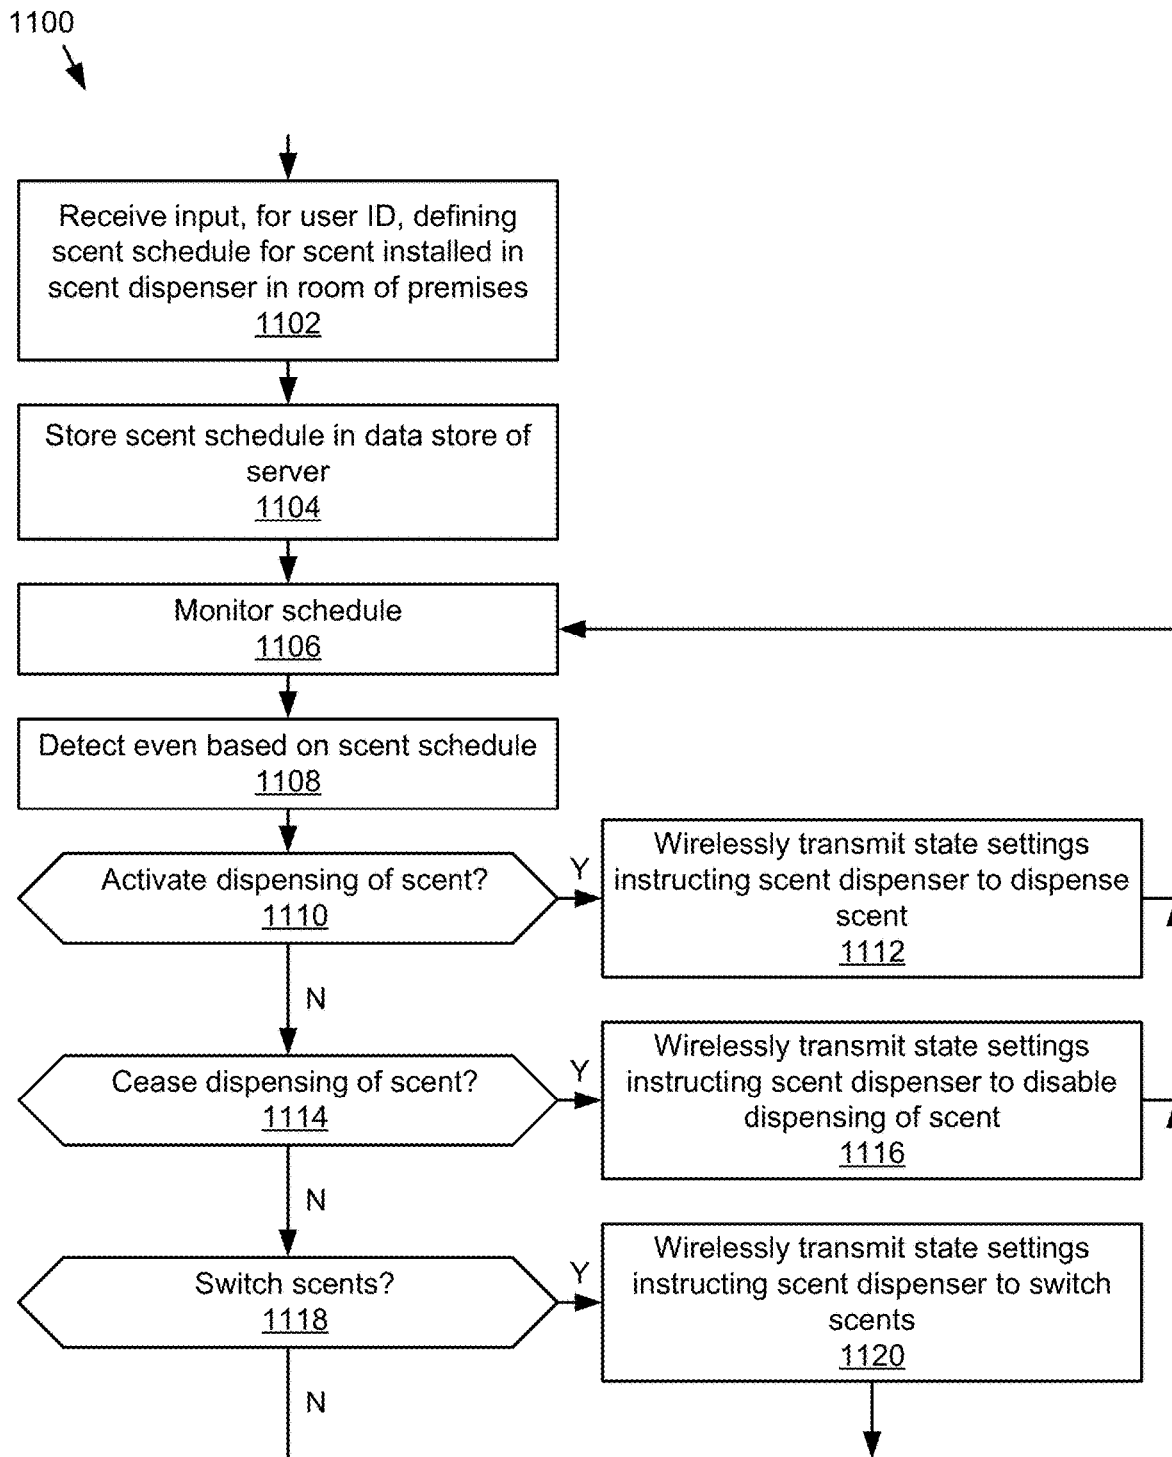 1100
Receive input, for user ID, defining
scent schedule for scent installed in
scent dispenser in room of premises
1102
Store scent schedule in data store of
server
1104
Monitor schedule
1106
Detect even based on scent schedule
1108
Activate dispensing of scent?
1110
Y
Wirelessly transmit state settings
instructing scent dispenser to dispense
scent
1112
N
Cease dispensing of scent?
1114
Y
Wirelessly transmit state settings
instructing scent dispenser to disable
dispensing of scent
1116
N
Switch scents?
1118
Y
Wirelessly transmit state settings
instructing scent dispenser to switch
scents
1120
N